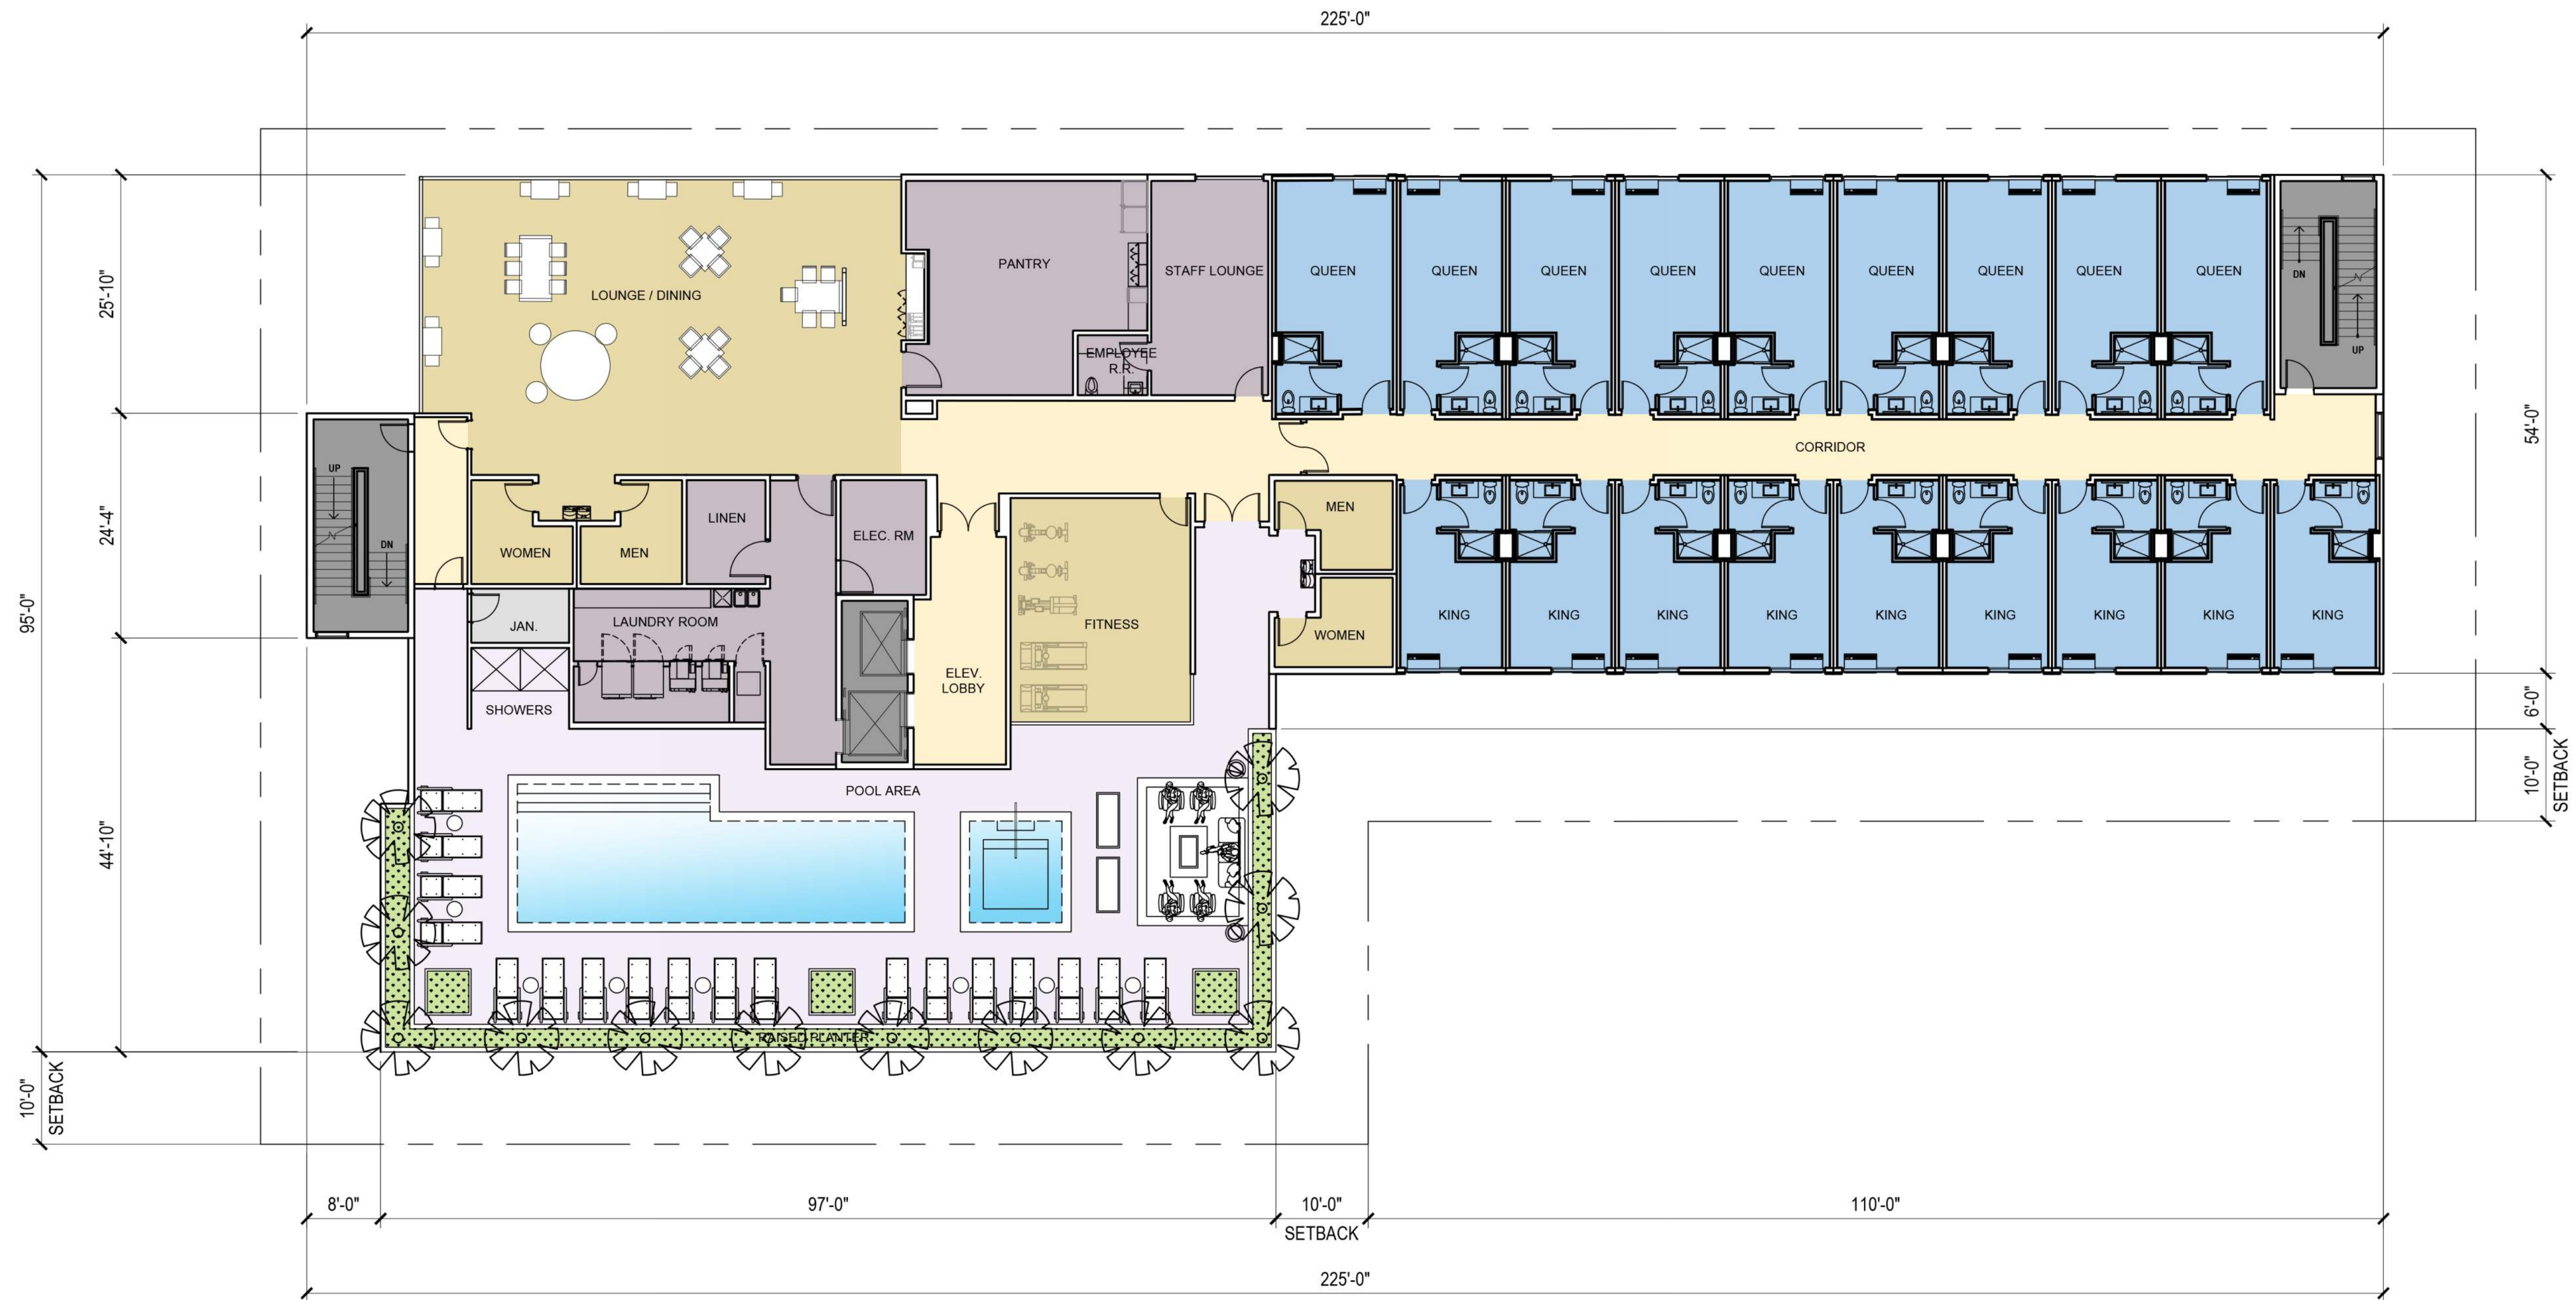 225'-0"
PANTRY
STAFF LOUNGE
QUEEN
QUEEN
QUEEN
QUEEN
QUEEN
QUEEN
QUEEN
QUEEN
QUEEN
DN
UP
25'-10"
LOUNGE / DINING
EMPLOYEE
R.R.
CORRIDOR
54'-0"
UP
DN
24'-4"
WOMEN
MEN
LINEN
ELEC. RM
MEN
95'-0"
JAN.
LAUNDRY ROOM
FITNESS
WOMEN
KING
KING
KING
KING
KING
KING
KING
KING
KING
ELEV.
LOBBY
SHOWERS
6'-0"
10'-0"
SETBACK
POOL AREA
44'-10"
RAISED PLANTER
10'-0"
SETBACK
8'-0"
97'-0"
10'-0"
SETBACK
110'-0"
225'-0"